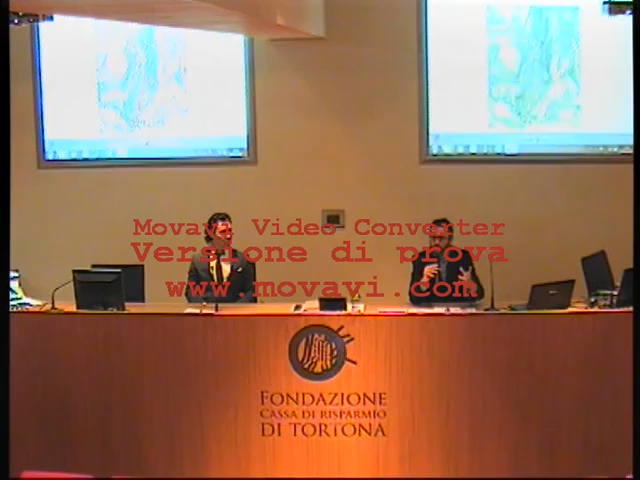 Movavi Video Converter
Versione di prova
www.movavi.com
FONDAZIONE
CASSA DI RISPARMIO
DI TORTONA